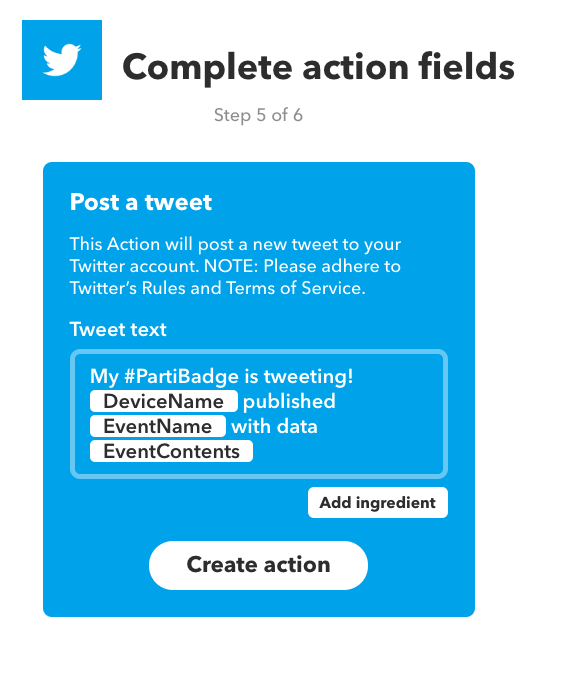 Complete action fields
Step 5 of 6
Post a tweet
This Action will post a new tweet to your
Twitter account. NOTE: Please adhere to
Twitter’s Rules and Terms of Service.
Tweet text
My #PartiBadge is tweeting!
DeviceName published
EventName with data
EventContents
Add ingredient
Create action